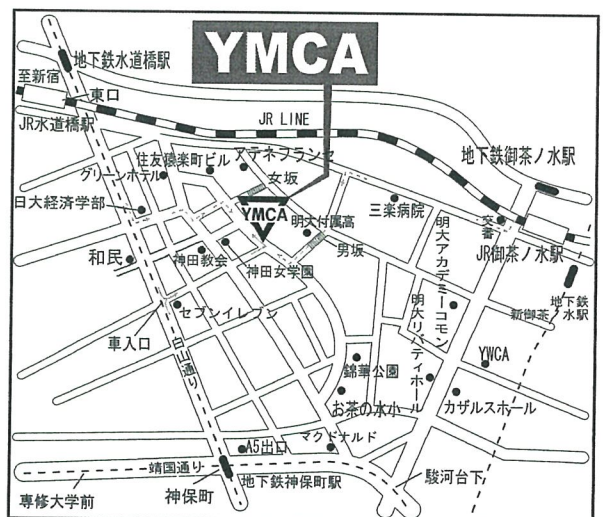 YMCA
地下鉄水道橋駅
至新宿
東口
JR水道橋駅
JR LINE
地下鉄御茶ノ水駅
住友猿楽町ビル
アテネフランセ
グリーンホテル
女坂
日大経済学部
YMCA
明大付属高
三楽病院
交番
明大アカデミーコモン
JR御茶ノ水駅
和民
神田教会
神田女学園
男坂
セブンイレブン
明大リバティホール
地下鉄
新御茶ノ水駅
車入口
白山通り
錦華公園
YWCA
お茶の水小
カザルスホール
A5出口
マクドナルド
靖国通り
専修大学前
神保町
地下鉄神保町駅
駿河台下